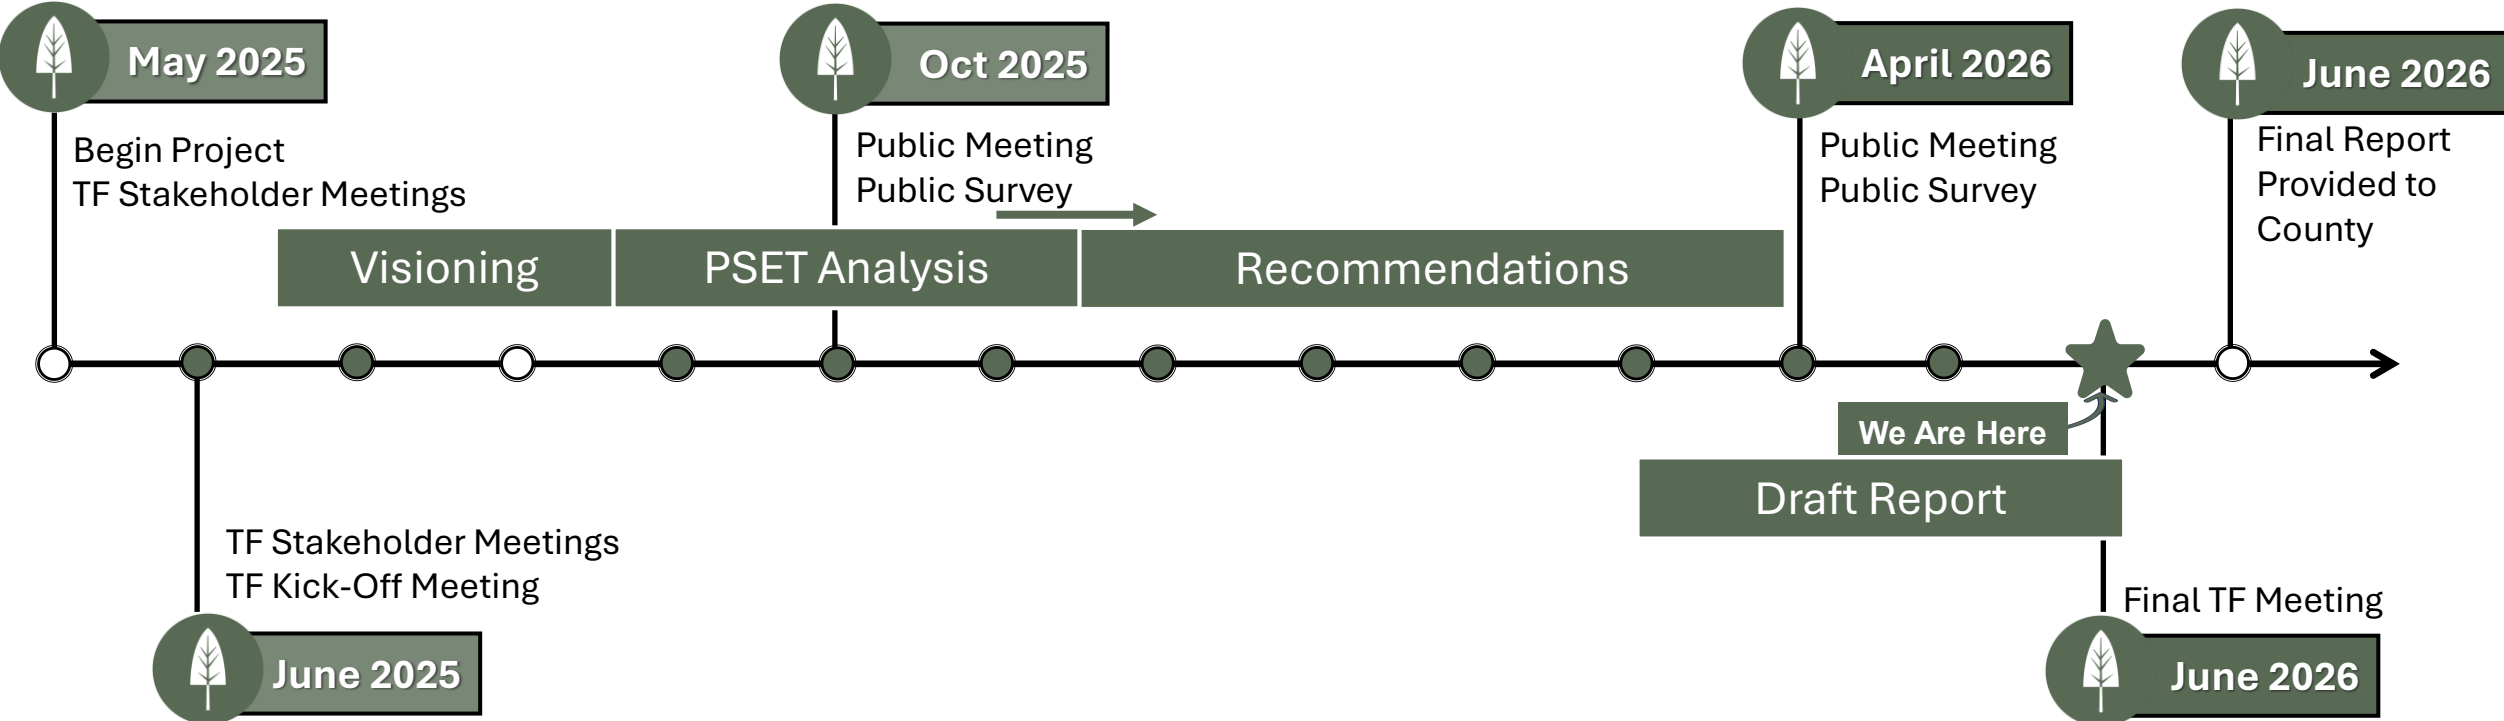 May 2025
Begin Project
TF Stakeholder Meetings
Oct 2025
Public Meeting
Public Survey
April 2026
Public Meeting
Public Survey
June 2026
Final Report
Provided to
County
Visioning
PSET Analysis
Recommendations
We Are Here
Draft Report
TF Stakeholder Meetings
TF Kick-Off Meeting
June 2025
Final TF Meeting
June 2026